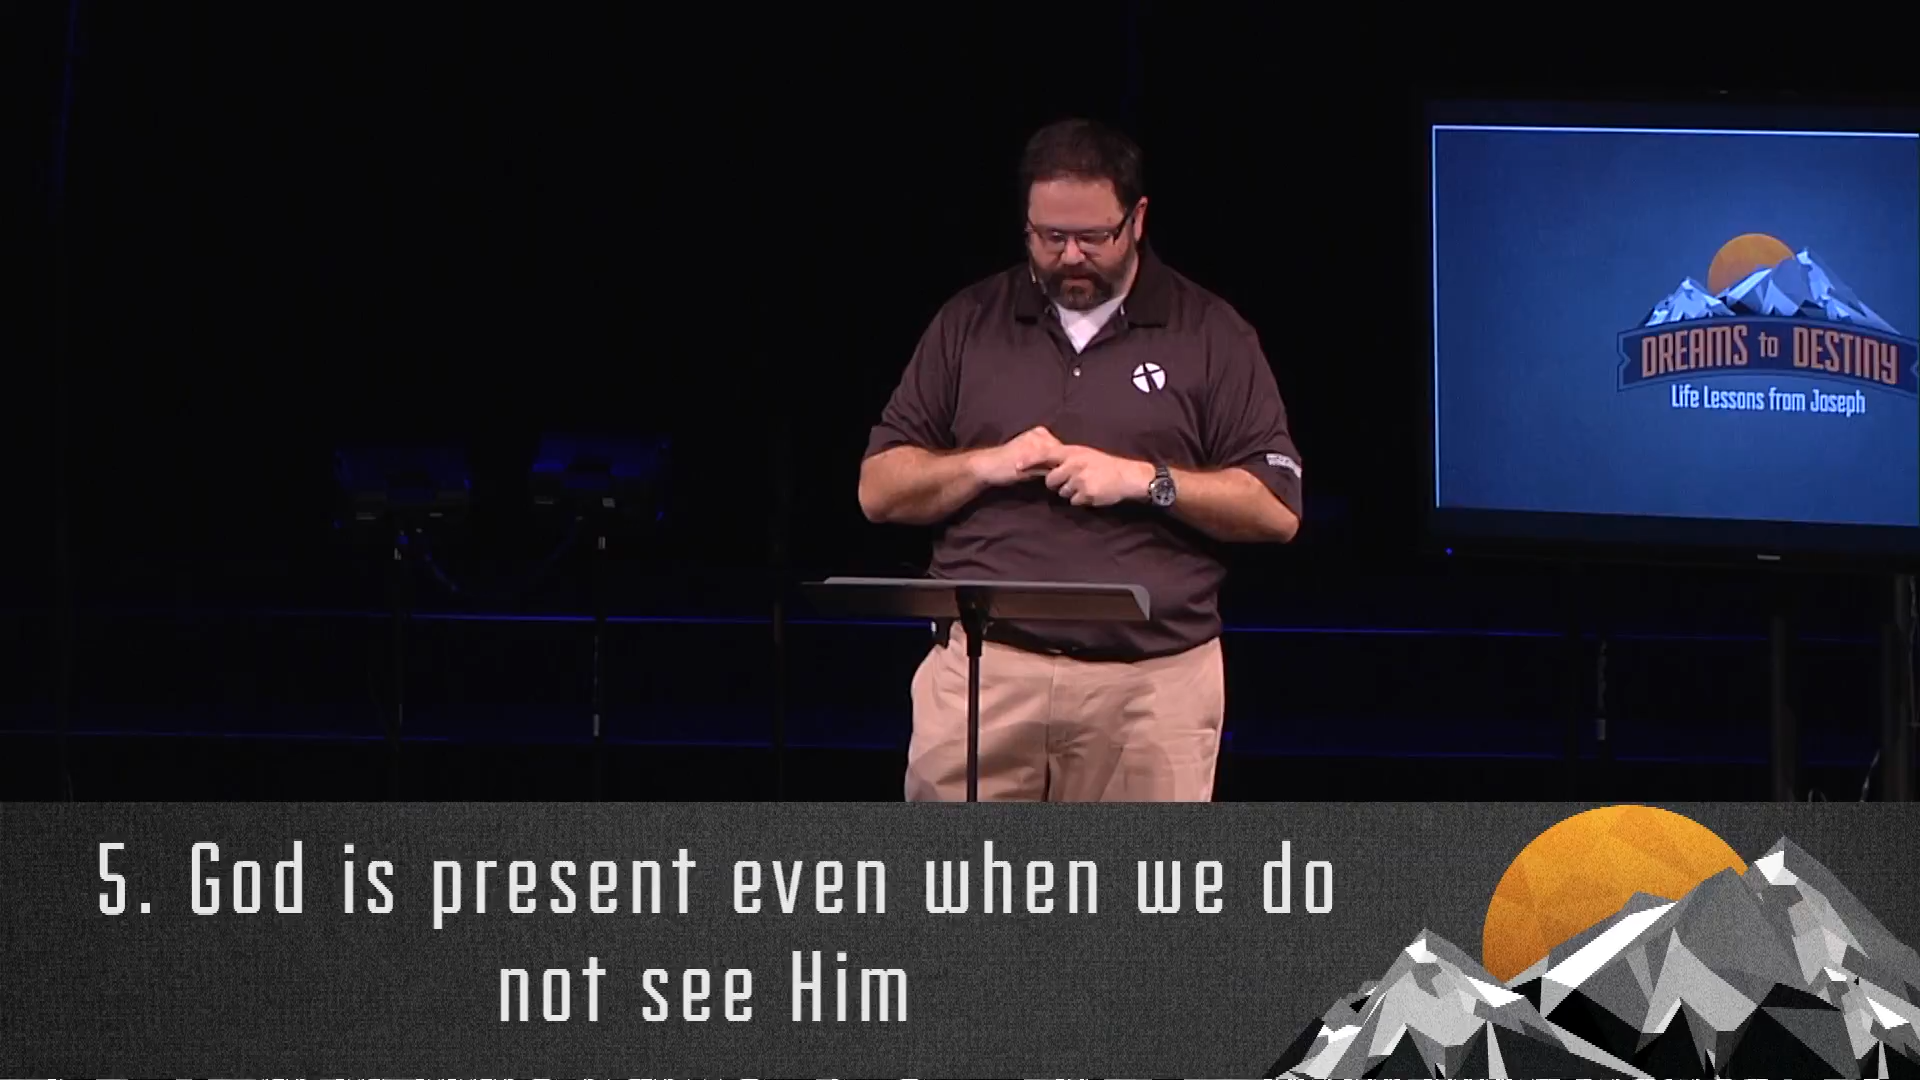 DREAMS to DESTINY
Life Lessons from Joseph
5. God is present even when we do
not see Him